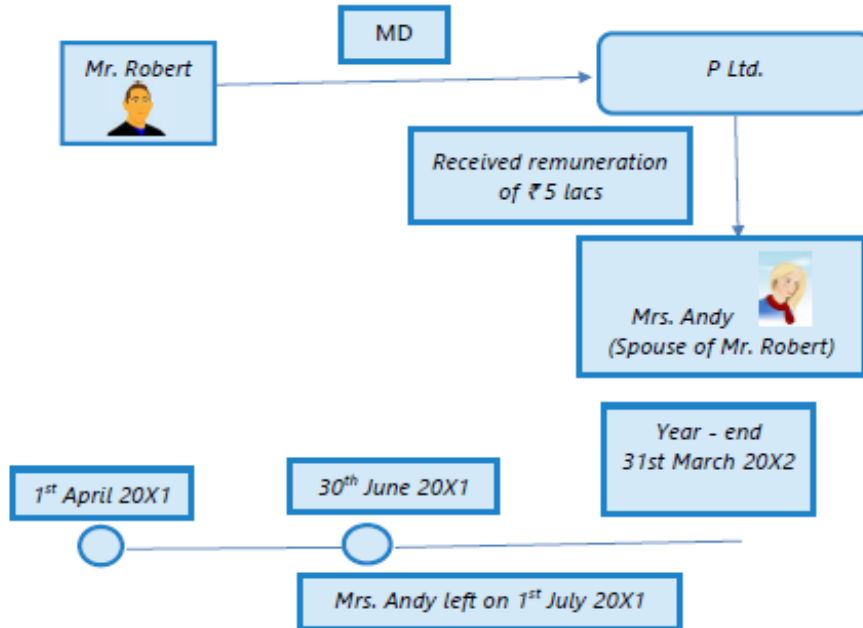 MD
Mr. Robert
P Ltd.
Received remuneration
of ₹ 5 lacs
Mrs. Andy
(Spouse of Mr. Robert)
Year - end
31st March 20X2
1st April 20X1
30th June 20X1
Mrs. Andy left on 1st July 20X1